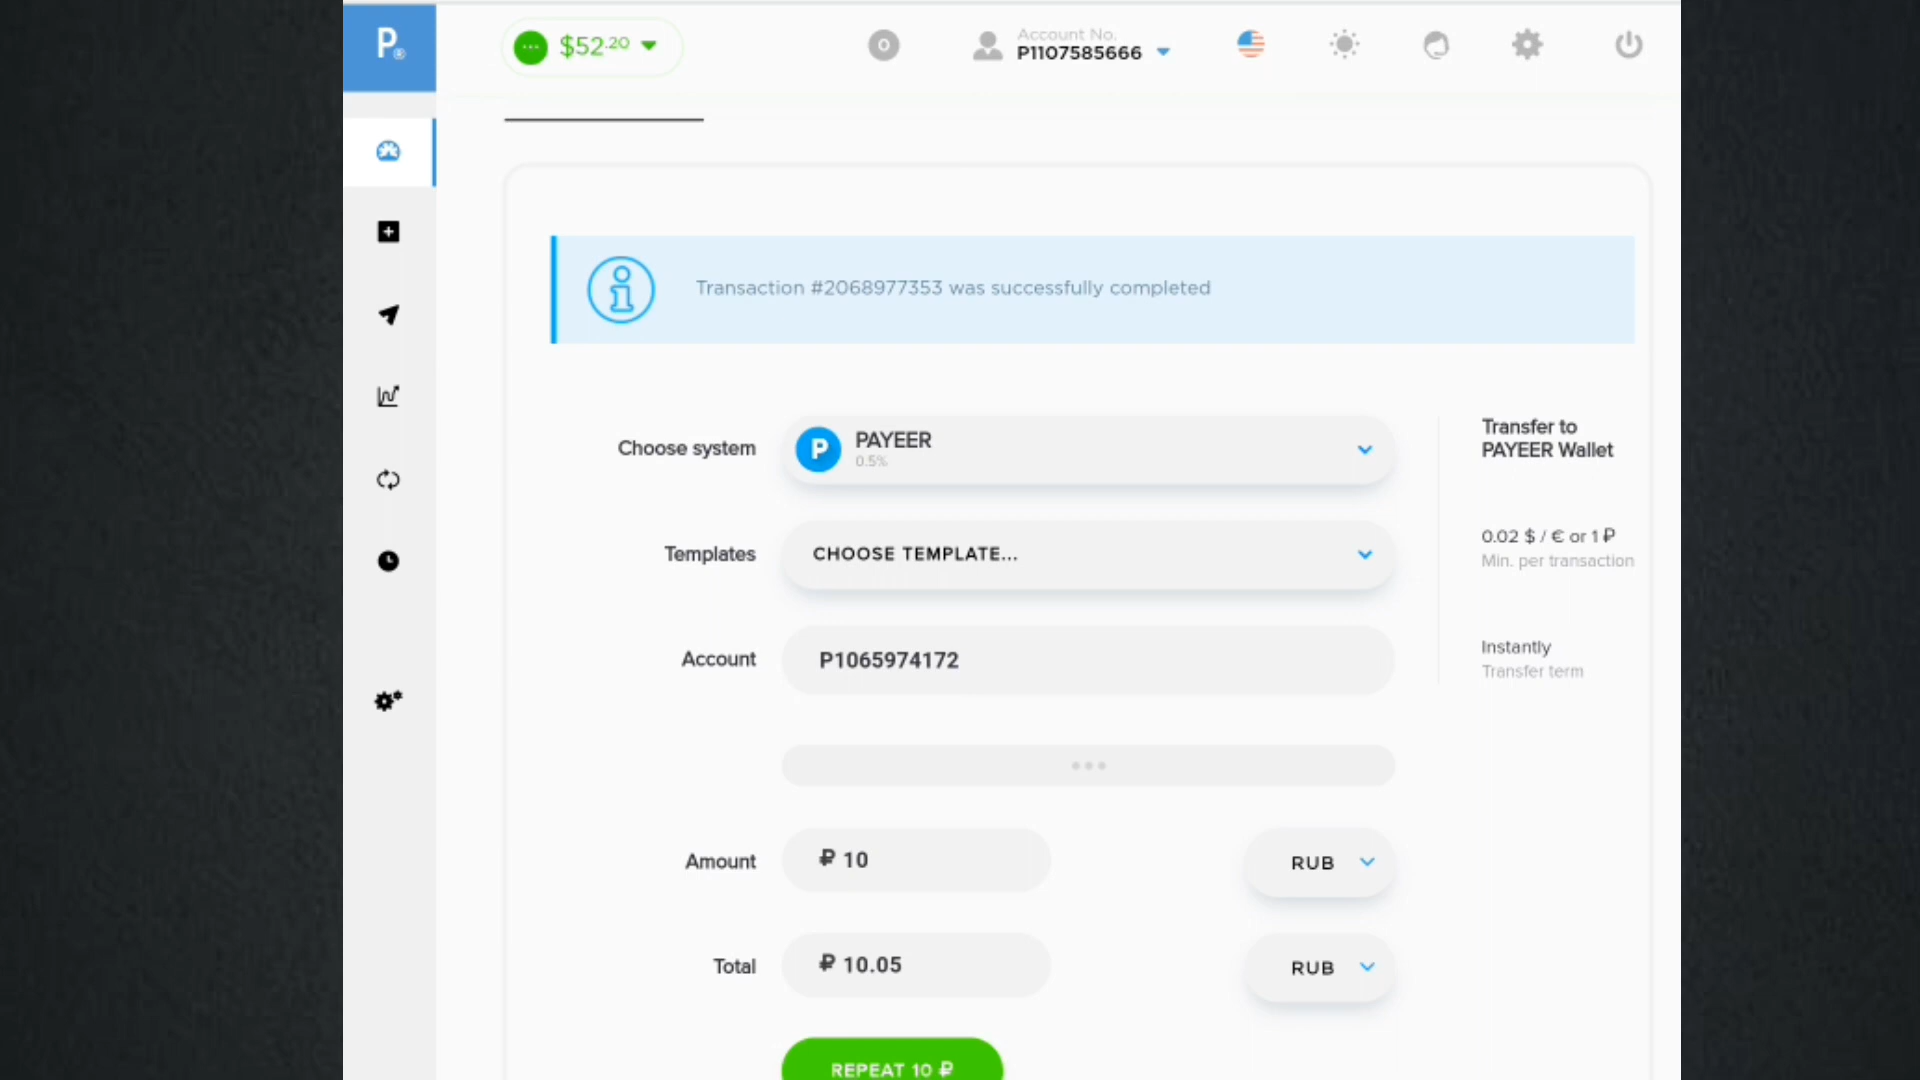 P®
$52.20
0
Account No.
P1107585666
Transaction #2068977353 was successfully completed
Choose system
P
PAYEER
0.5%
Templates
CHOOSE TEMPLATE...
Account
P1065974172
Amount
₽ 10
RUB
Total
₽ 10.05
RUB
REPEAT 10 ₽
Transfer to
PAYEER Wallet
0.02 $ / € or 1 ₽
Min. per transaction
Instantly
Transfer term